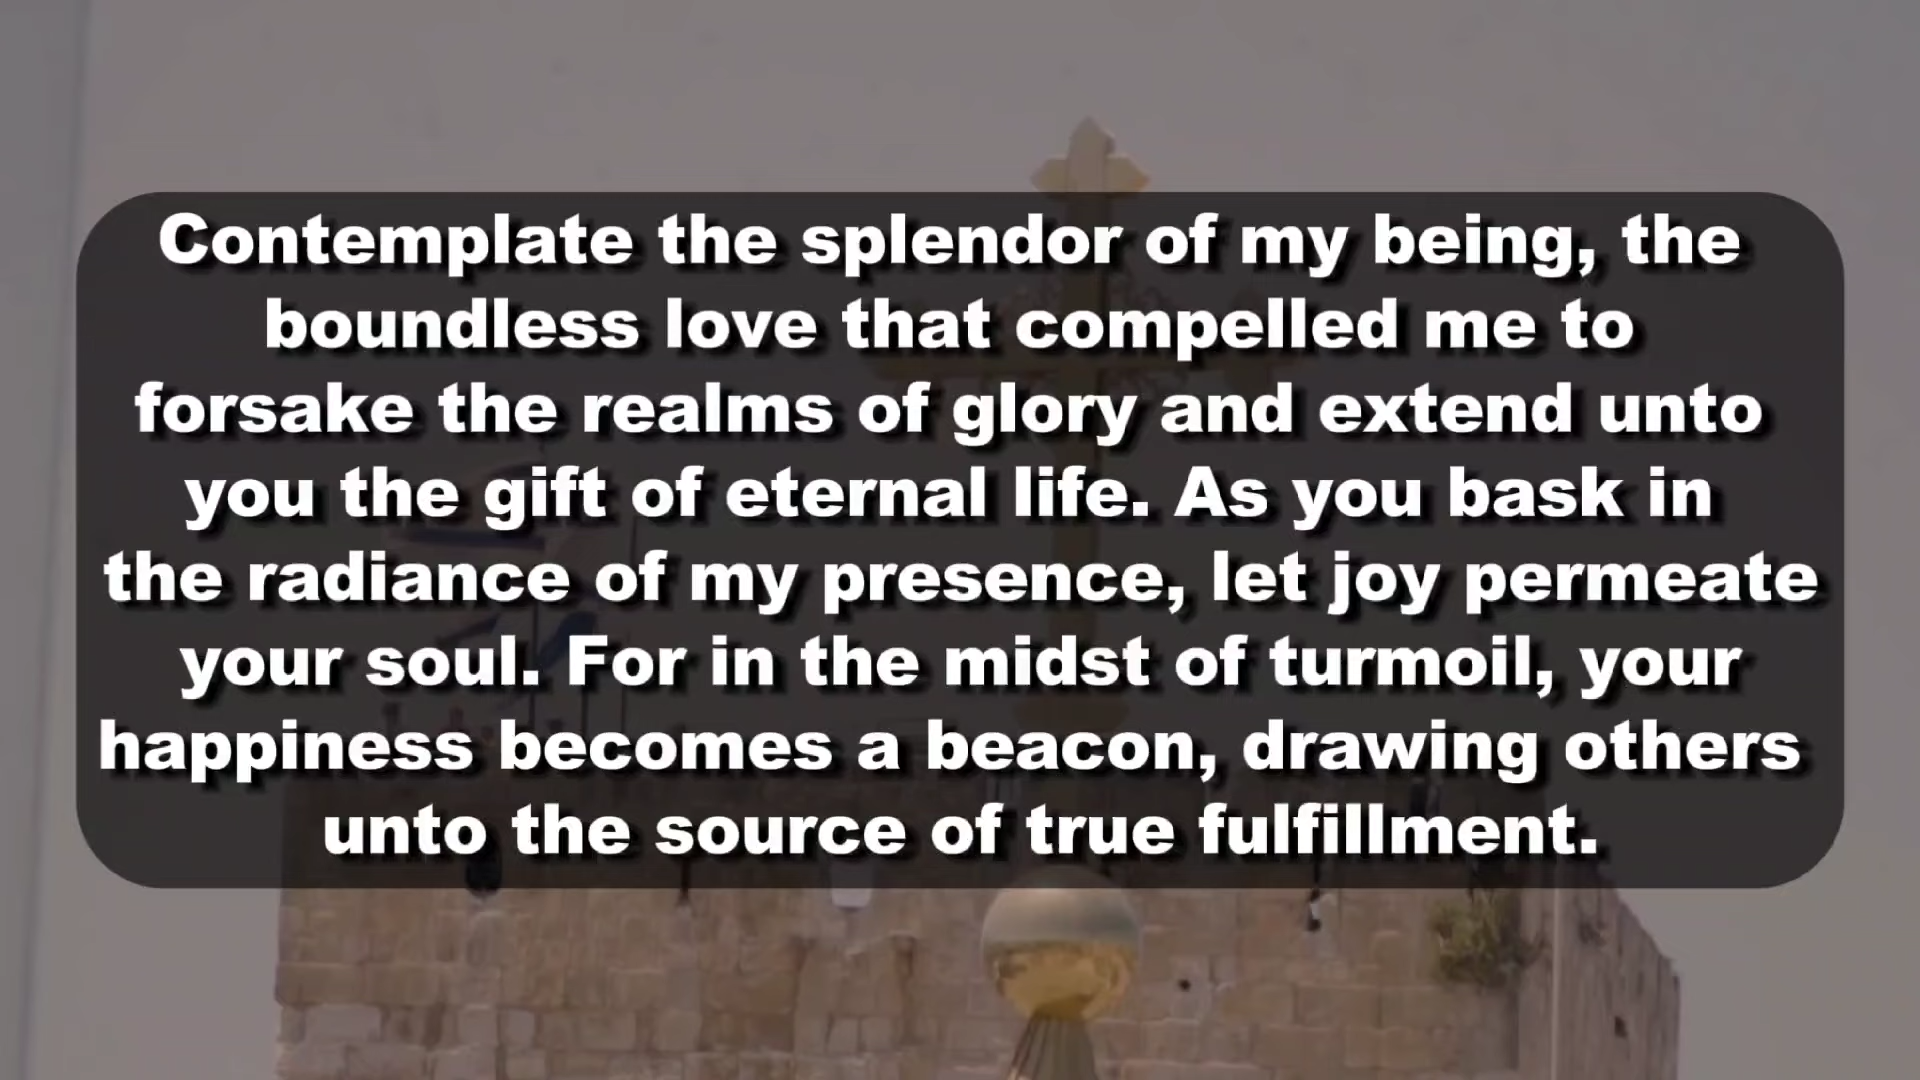 Contemplate the splendor of my being, the
boundless love that compelled me to
forsake the realms of glory and extend unto
you the gift of eternal life. As you bask in
the radiance of my presence, let joy permeate
your soul. For in the midst of turmoil, your
happiness becomes a beacon, drawing others
unto the source of true fulfillment.